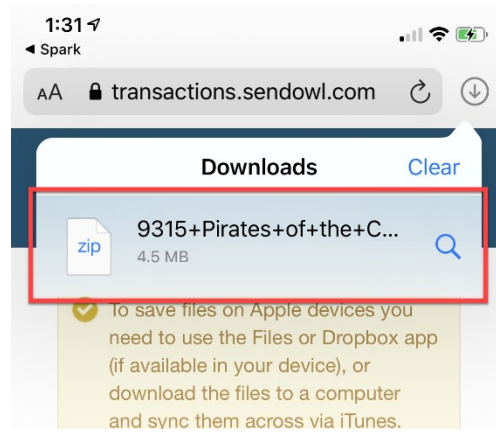 1:31
◀ Spark
AA transactions.sendowl.com
Downloads Clear
zip 9315+Pirates+of+the+C...
4.5 MB
To save files on Apple devices you
need to use the Files or Dropbox app
(if available in your device), or
download the files to a computer
and sync them across via iTunes.